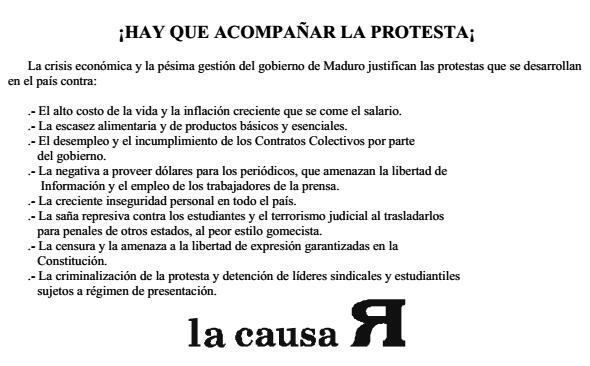 ¡HAY QUE ACOMPAÑAR LA PROTESTA¡
La crisis económica y la pésima gestión del gobierno de Maduro justifican las protestas que se desarrollan
en el país contra:
.- El alto costo de la vida y la inflación creciente que se come el salario.
.- La escasez alimentaria y de productos básicos y esenciales.
.- El desempleo y el incumplimiento de los Contratos Colectivos por parte
del gobierno.
.- La negativa a proveer dólares para los periódicos, que amenazan la libertad de
Información y el empleo de los trabajadores de la prensa.
.- La creciente inseguridad personal en todo el país.
.- La saña represiva contra los estudiantes y el terrorismo judicial al trasladarlos
para penales de otros estados, al peor estilo gomecista.
.- La censura y la amenaza a la libertad de expresión garantizadas en la
Constitución.
.- La criminalización de la protesta y detención de líderes sindicales y estudiantiles
sujetos a régimen de presentación.
la causa Я